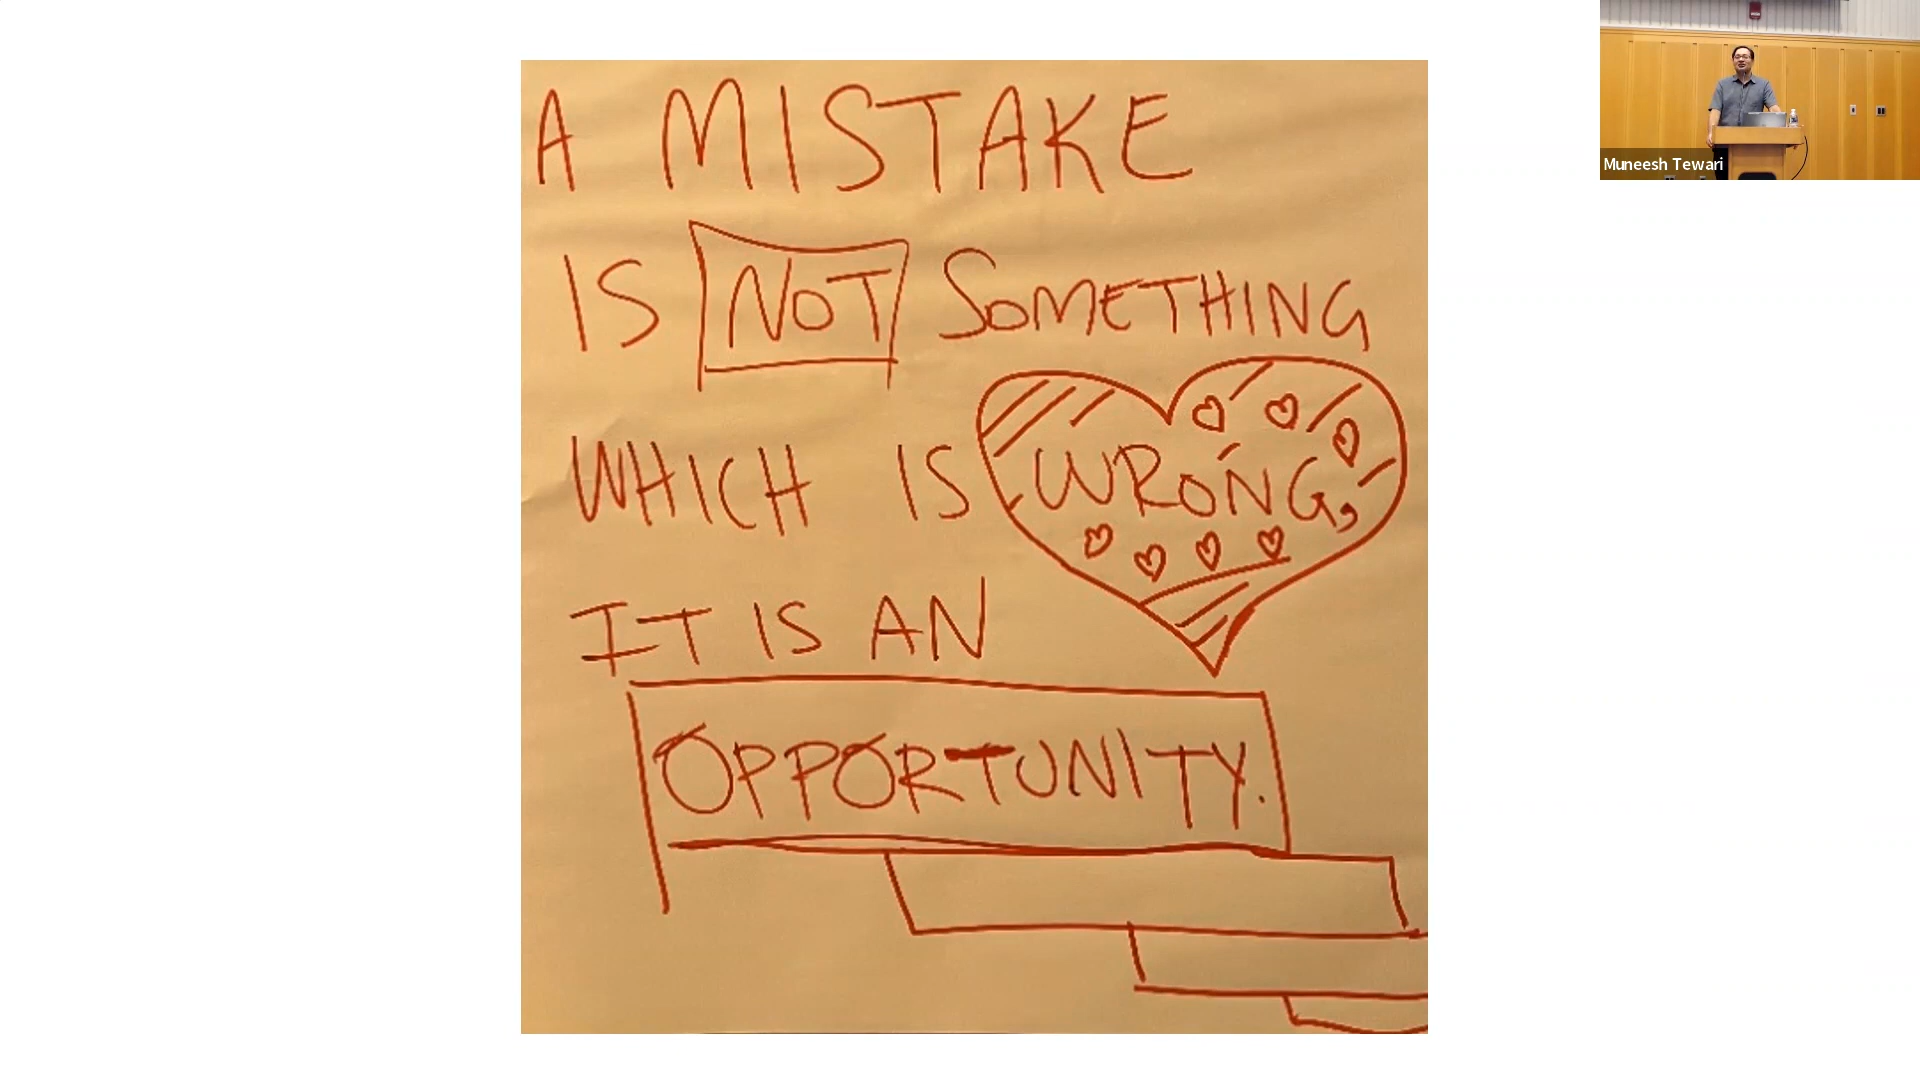 A MISTAKE
IS NOT SOMETHING
WHICH IS WRONG,
IT IS AN
OPPORTUNITY.
Muneesh Tewari